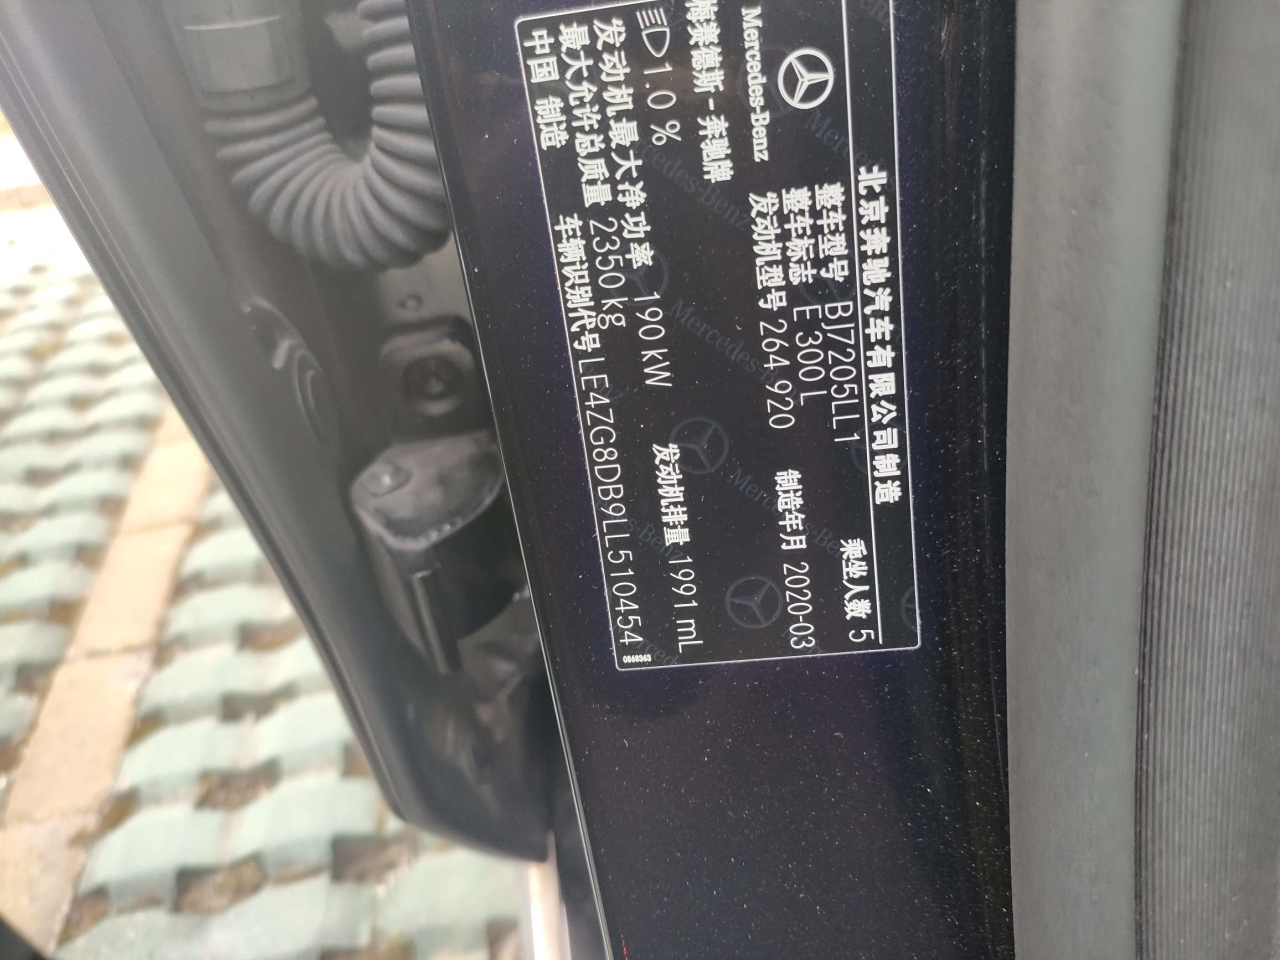 北京奔驰汽车有限公司制造
Mercedes-Benz
梅赛德斯-奔驰牌
整车型号 BJ7205LL1
乘坐人数 5
整车标志 E 300 L
发动机型号 264 920
制造年月 2020-03
1.0 %
发动机最大净功率 190 kW
发动机排量 1991 mL
最大允许总质量 2350 kg
中国 制造
车辆识别代号 LE4ZG8DB9LL510454
0868363